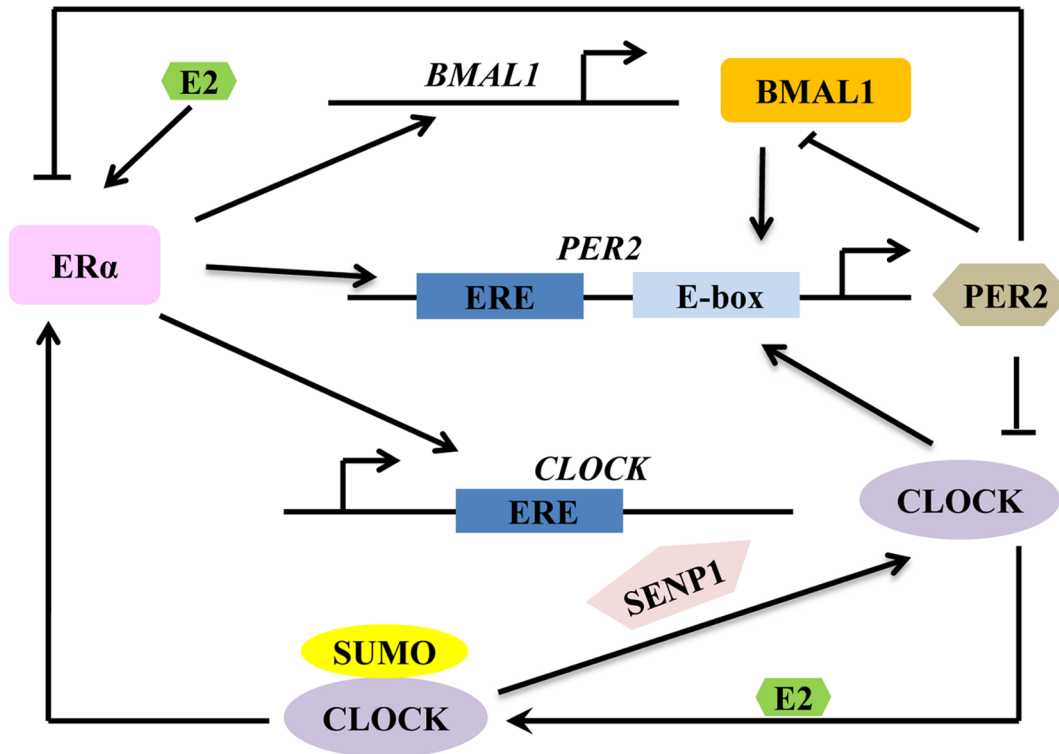 E2
BMAL1
BMAL1
ERα
PER2
ERE
E-box
PER2
CLOCK
ERE
CLOCK
SENP1
SUMO
CLOCK
E2